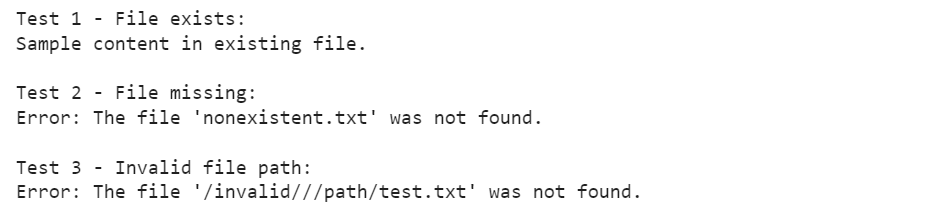 Test 1 - File exists:
Sample content in existing file.
Test 2 - File missing:
Error: The file 'nonexistent.txt' was not found.
Test 3 - Invalid file path:
Error: The file '/invalid///path/test.txt' was not found.